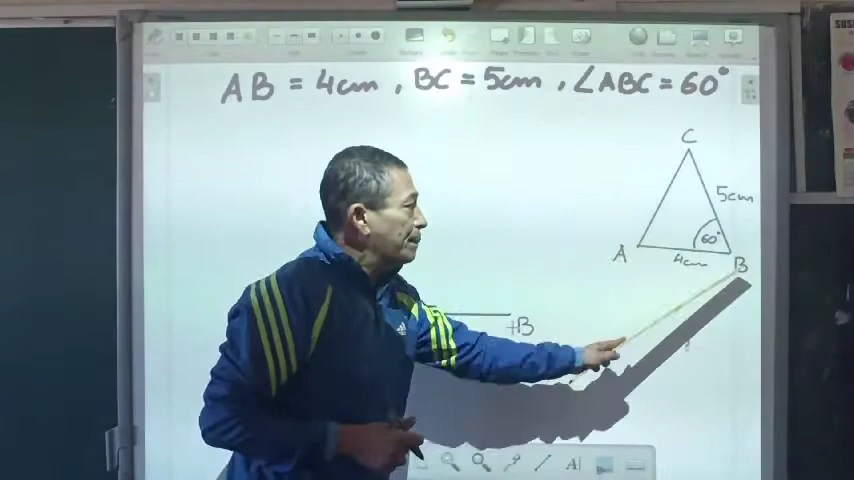 AB = 4cm , BC = 5cm , ∠ABC = 60°
C
5cm
60°
A
4cm
B
B
A